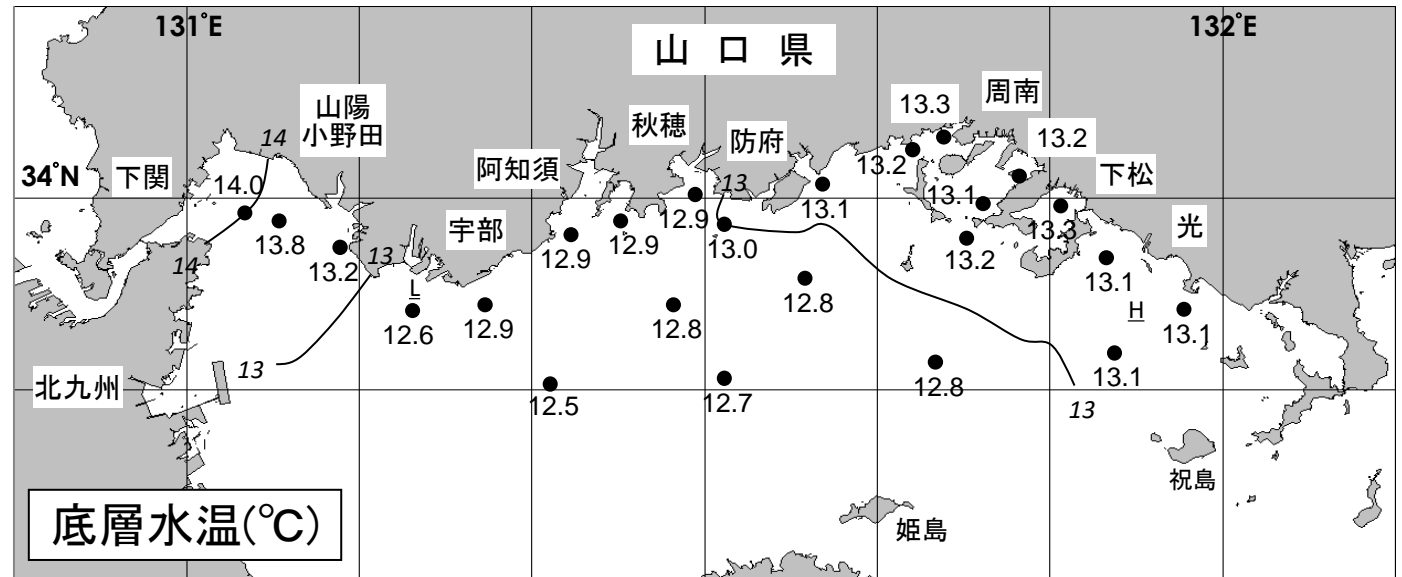 131°E
132°E
山口県
13.3
周南
山陽
小野田
秋穂
13.2
14
防府
13.2
下松
34°N
下関
14.0
阿知須
13
13.1
13.1
12.9
13.3
光
13.8
宇部
12.9
12.9
13.0
13.2
14
13.2
13
13.1
L
12.8
H
12.6
12.9
12.8
13.1
13
12.8
13.1
北九州
12.5
12.7
13
祝島
底層水温(℃)
姫島